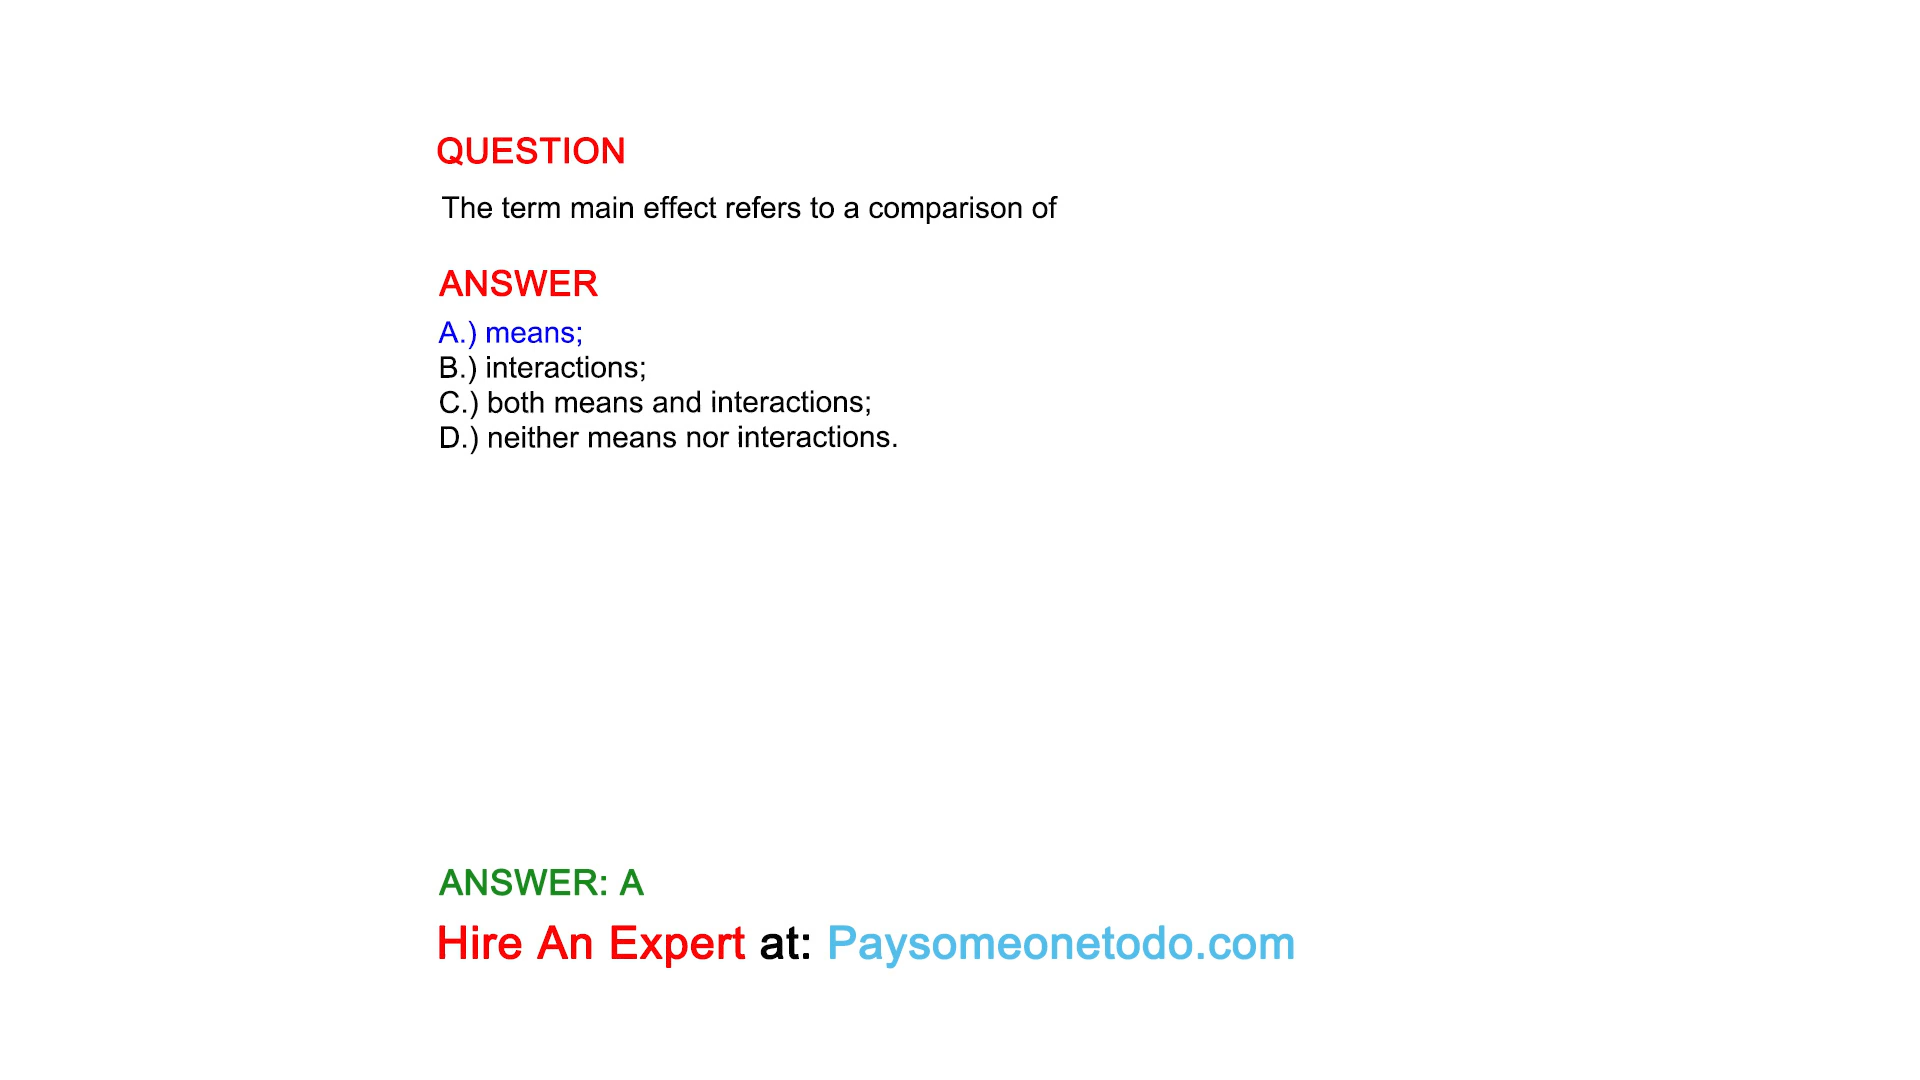 QUESTION
The term main effect refers to a comparison of
ANSWER
A.) means;
B.) interactions;
C.) both means and interactions;
D.) neither means nor interactions.
ANSWER: A
Hire An Expert at: Paysomeonetodo.com